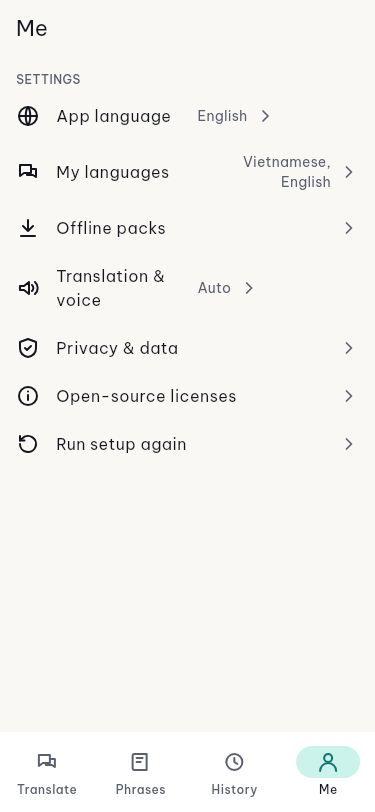 Me
SETTINGS
App language English
My languages Vietnamese,
English
Offline packs
Translation &
voice Auto
Privacy & data
Open-source licenses
Run setup again
Translate Phrases History Me